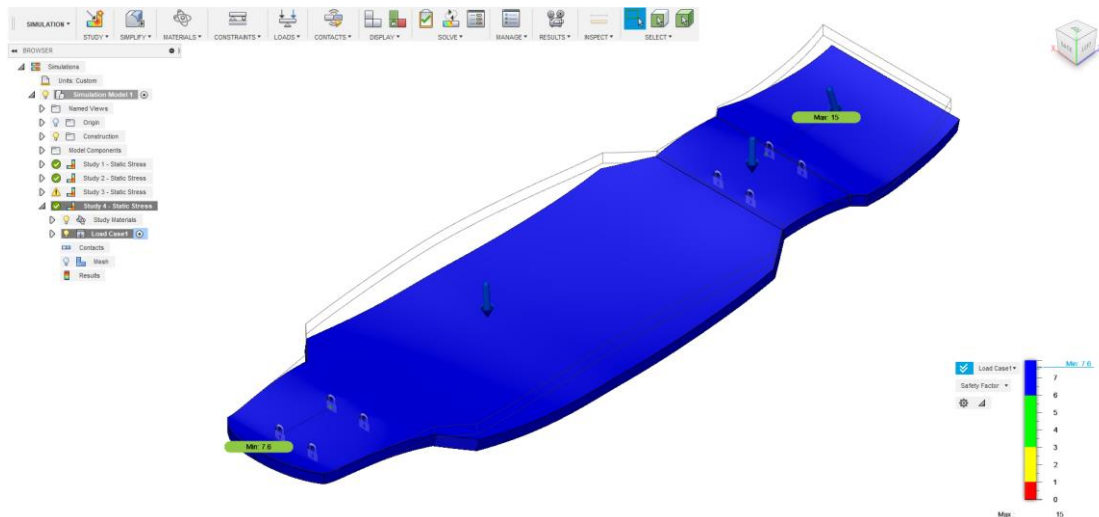 SIMULATION
STUDY SIMPLIFY MATERIALS CONSTRAINTS LOADS CONTACTS DISPLAY SOLVE MANAGE RESULTS INSPECT SELECT
BROWSER
Simulations
Units: Custom
Simulation Model 1
Named Views
Origin
Construction
Model Components
Study 1 - Static Stress
Study 2 - Static Stress
Study 3 - Static Stress
Study 4 - Static Stress
Study Materials
Load Case1
Contacts
Mesh
Results
BACK LEFT
X
Max: 15
Min: 7.6
Load Case1
Safety Factor
Min: 7.6
7
6
5
4
3
2
1
0
Max 15